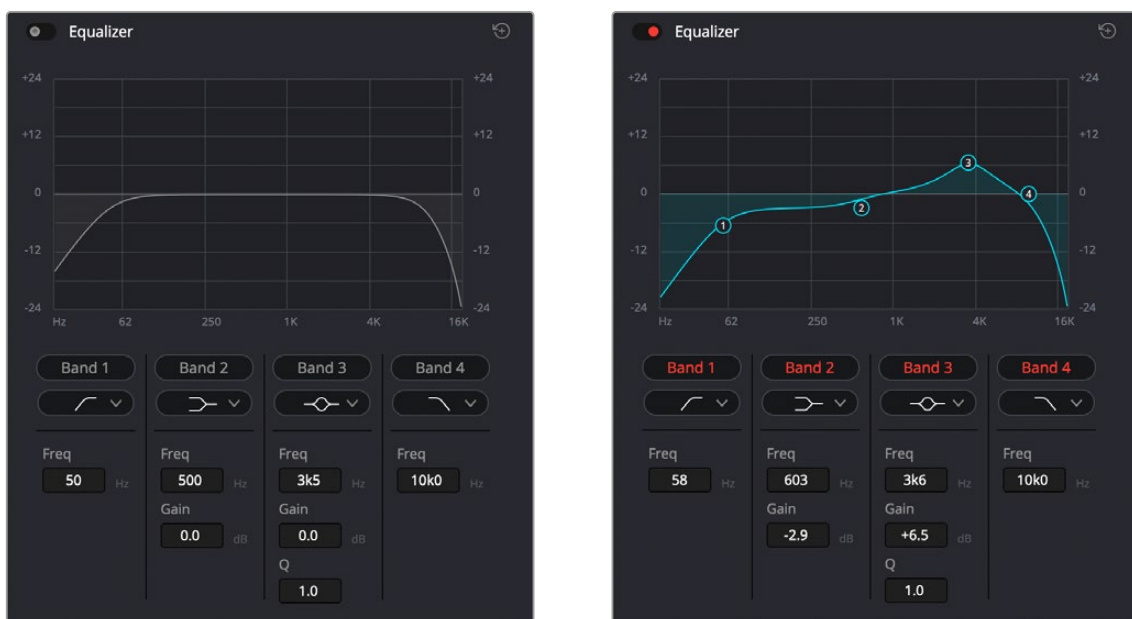 Equalizer
+24 +24
+12 +12
0 0
-12 -12
-24 -24
Hz 62 250 1K 4K 16K
Band 1 Band 2 Band 3 Band 4
Freq Freq Freq Freq
50 Hz 500 Hz 3k5 Hz 10k0 Hz
Gain Gain
0.0 dB 0.0 dB
Q
1.0
Equalizer
+24 +24
+12 +12
3
0 4 0
2
1
-12 -12
-24 -24
Hz 62 250 1K 4K 16K
Band 1 Band 2 Band 3 Band 4
Freq Freq Freq Freq
58 Hz 603 Hz 3k6 Hz 10k0 Hz
Gain Gain
-2.9 dB +6.5 dB
Q
1.0